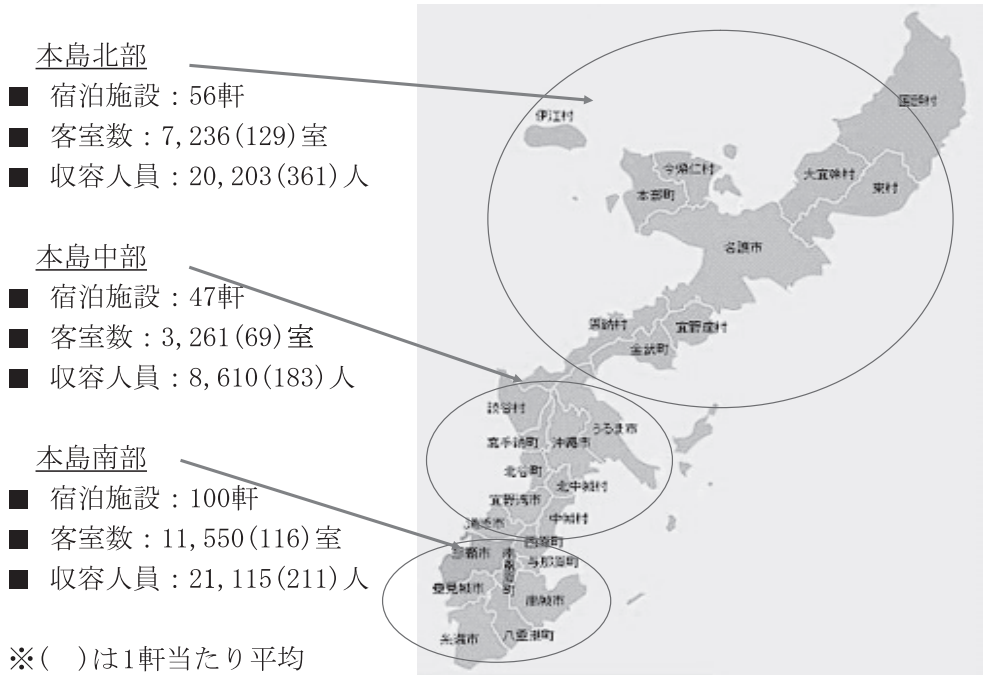 本島北部
■ 宿泊施設：56軒
■ 客室数：7,236(129)室
■ 収容人員：20,203(361)人
本島中部
■ 宿泊施設：47軒
■ 客室数：3,261(69)室
■ 収容人員：8,610(183)人
本島南部
■ 宿泊施設：100軒
■ 客室数：11,550(116)室
■ 収容人員：21,115(211)人
※(　)は1軒当たり平均
国頭村
伊江村
今帰仁村
大宜味村
本部町
東村
名護市
恩納村
宜野座村
金武町
読谷村
うるま市
嘉手納町
沖縄市
北谷町
北中城村
宜野湾市
中城村
浦添市
西原町
那覇市
南風原町
与那原町
豊見城市
南城市
糸満市
八重瀬町